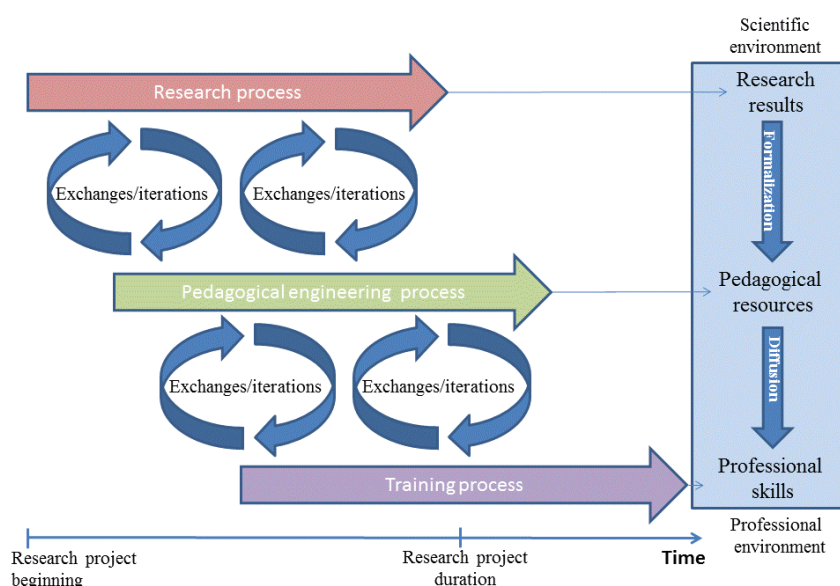 Scientific
environment
Research process
Research
results
Formalization
Exchanges/iterations
Exchanges/iterations
Pedagogical engineering process
Pedagogical
resources
Diffusion
Exchanges/iterations
Exchanges/iterations
Training process
Professional
skills
Professional
environment
Research project
beginning
Research project
duration
Time